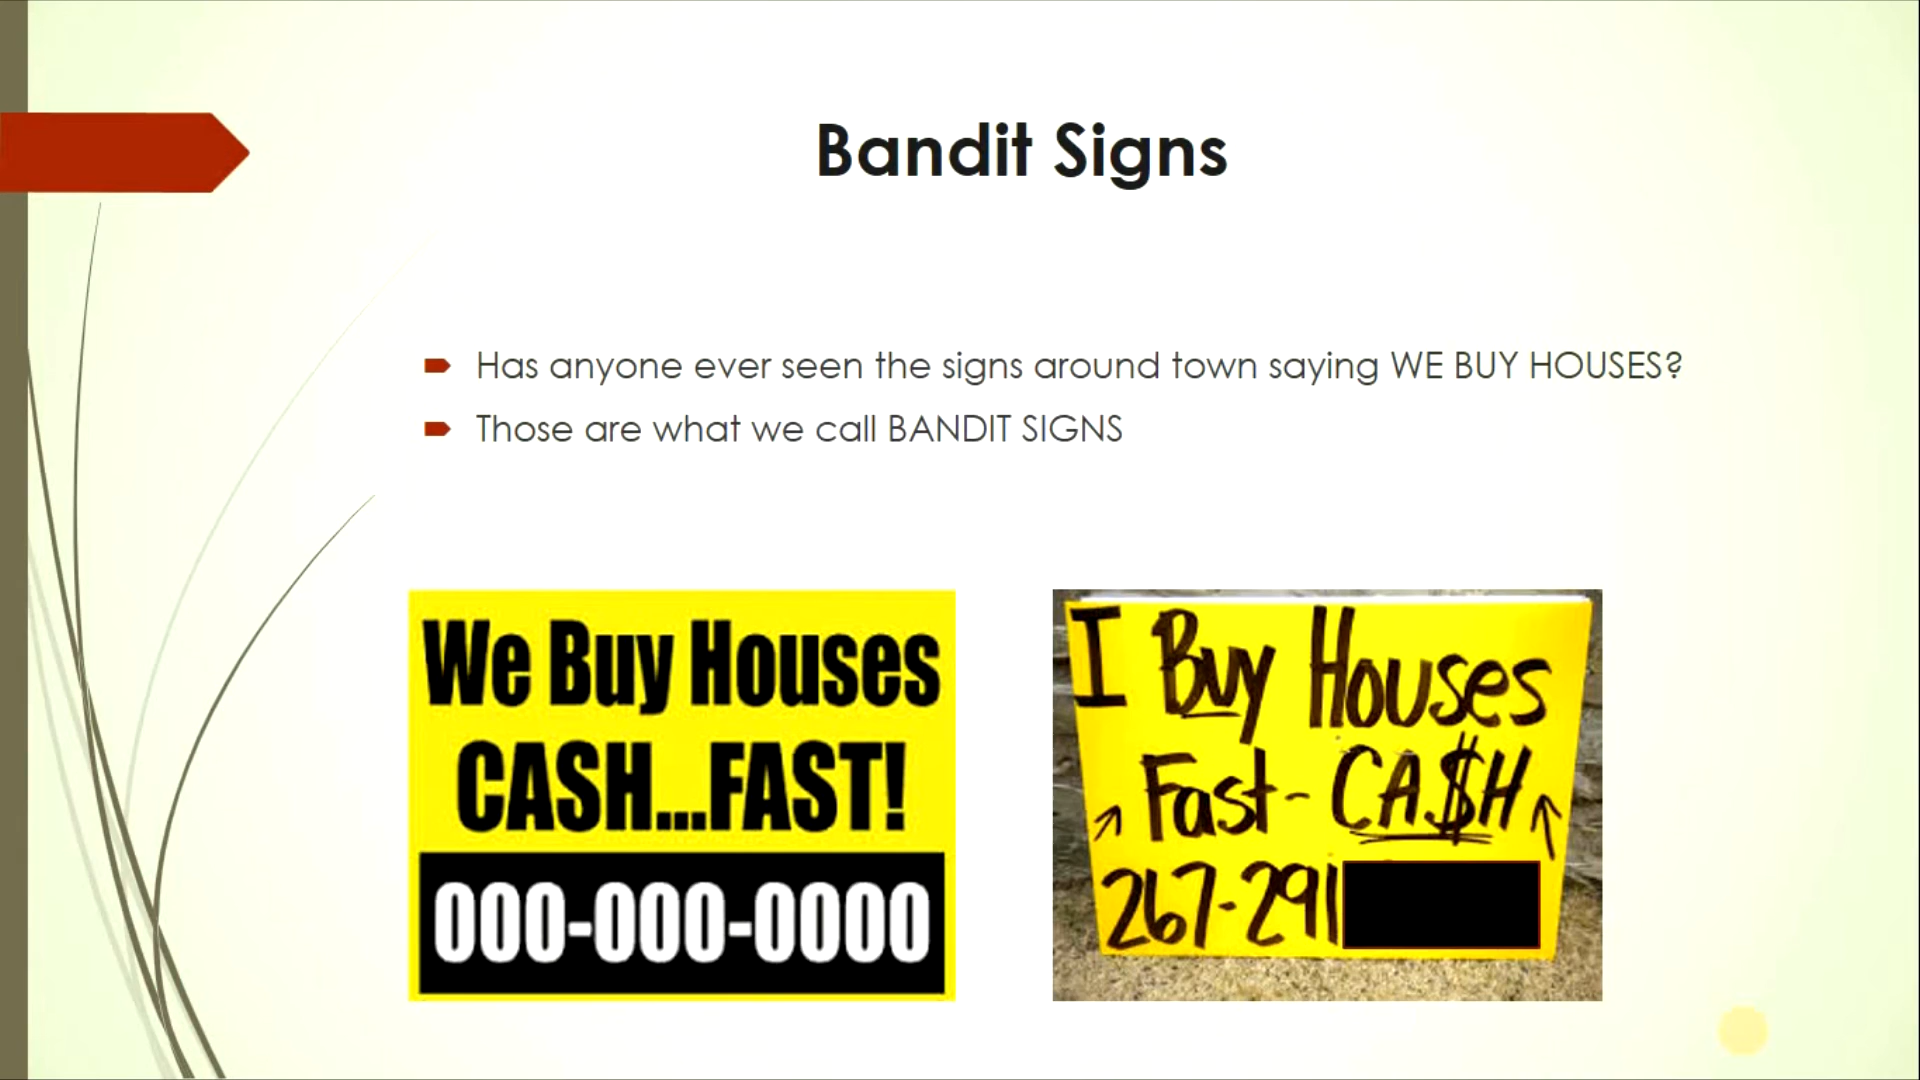 Bandit Signs
Has anyone ever seen the signs around town saying WE BUY HOUSES?
Those are what we call BANDIT SIGNS
We Buy Houses
CASH...FAST!
000-000-0000
I Buy Houses
Fast - CA$H
267-291